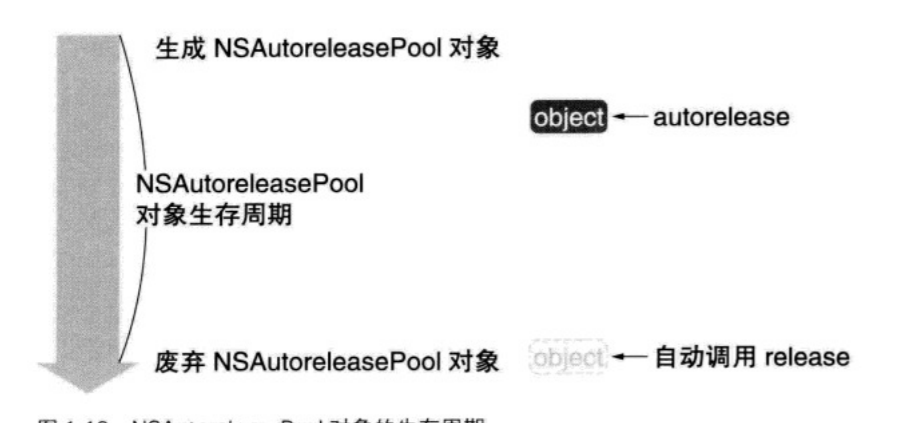 生成 NSAutoreleasePool 对象
object
autorelease
NSAutoreleasePool
对象生存周期
废弃 NSAutoreleasePool 对象
object
自动调用 release